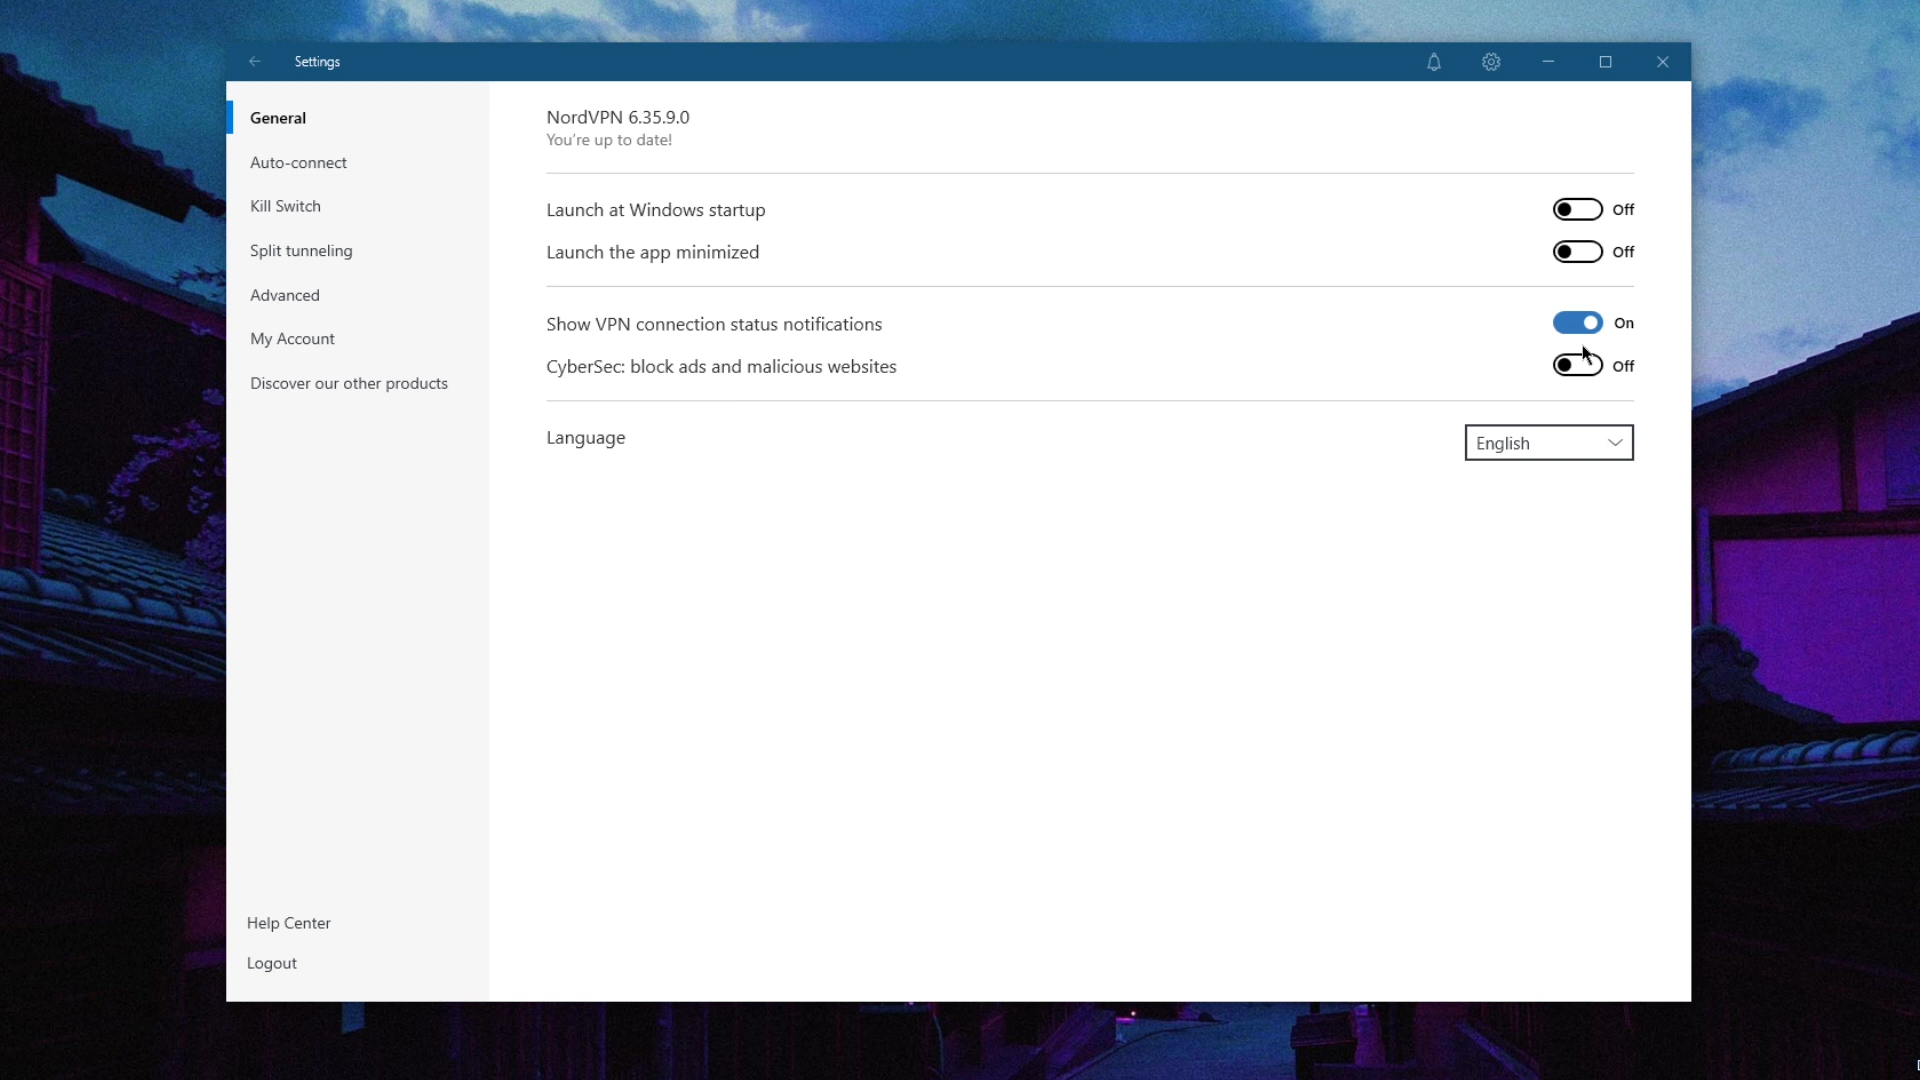 Settings
General
Auto-connect
Kill Switch
Split tunneling
Advanced
My Account
Discover our other products
Help Center
Logout
NordVPN 6.35.9.0
You're up to date!
Launch at Windows startup Off
Launch the app minimized Off
Show VPN connection status notifications On
CyberSec: block ads and malicious websites Off
Language English